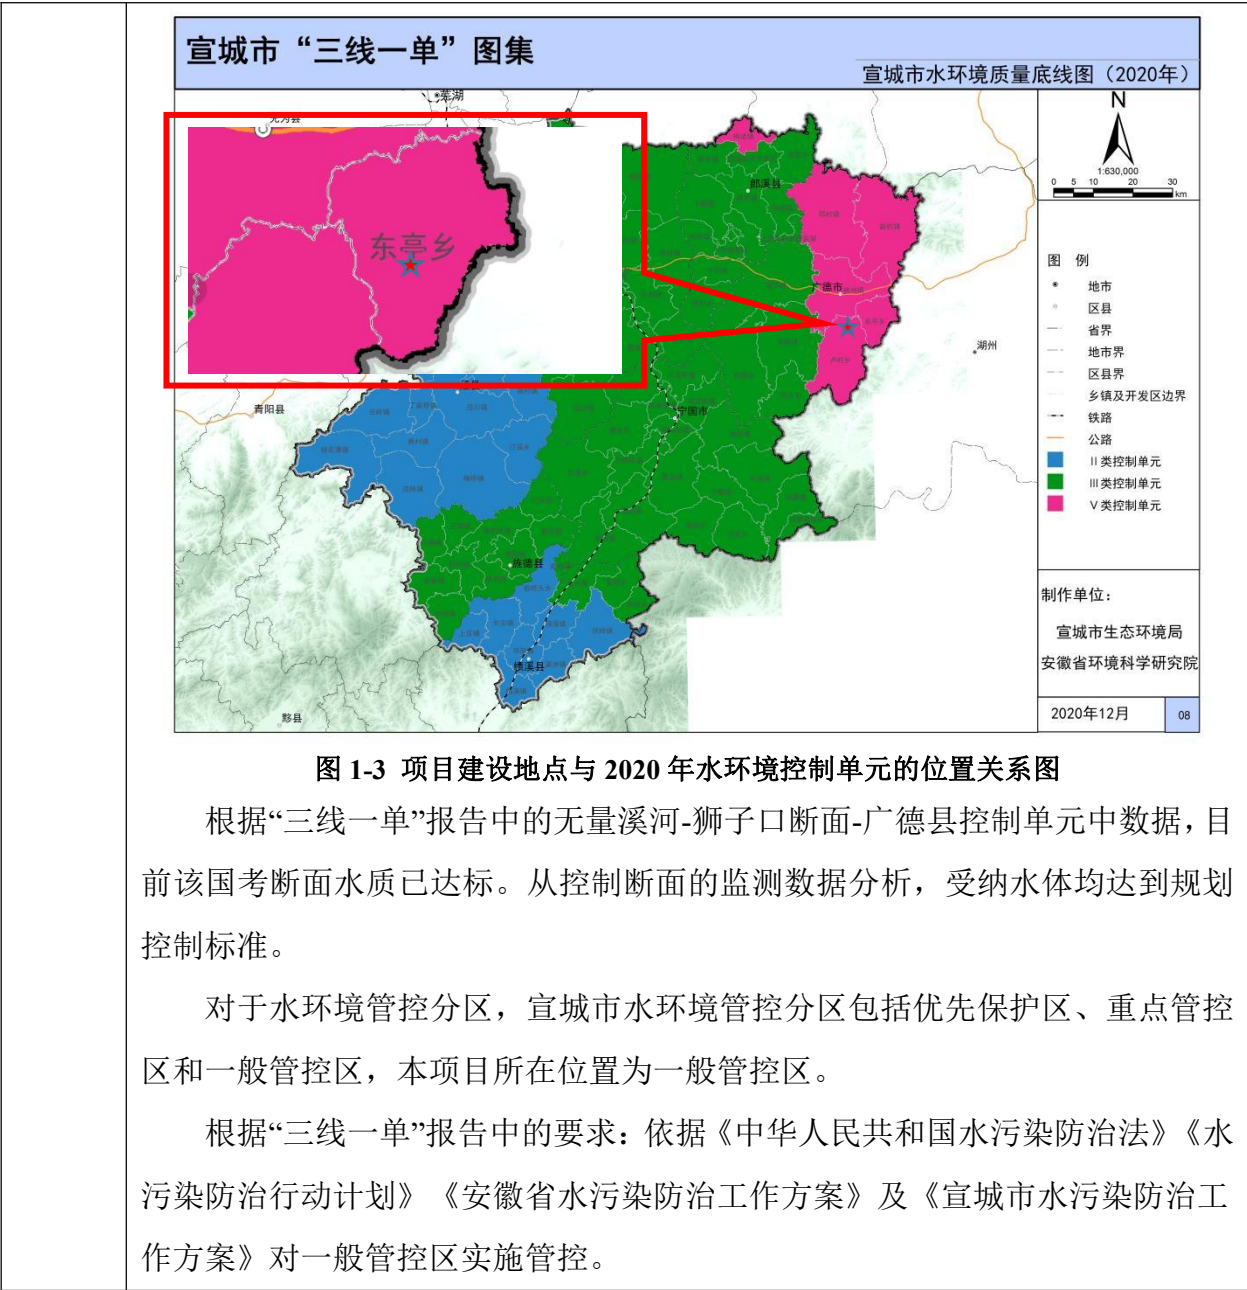 宣城市“三线一单”图集
宣城市水环境质量底线图（2020年）
芜湖
N
1:630,000
0 5 10 20 30
km
东亭乡
郎溪县
广德市
湖州
青阳县
宁国市
旌德县
绩溪县
黟县
图 例
地市
区县
省界
地市界
区县界
乡镇及开发区边界
铁路
公路
II类控制单元
III类控制单元
V类控制单元
制作单位：
宣城市生态环境局
安徽省环境科学研究院
2020年12月
08
图 1-3 项目建设地点与 2020 年水环境控制单元的位置关系图
根据“三线一单”报告中的无量溪河-狮子口断面-广德县控制单元中数据，目
前该国考断面水质已达标。从控制断面的监测数据分析，受纳水体均达到规划
控制标准。
对于水环境管控分区，宣城市水环境管控分区包括优先保护区、重点管控
区和一般管控区，本项目所在位置为一般管控区。
根据“三线一单”报告中的要求：依据《中华人民共和国水污染防治法》《水
污染防治行动计划》《安徽省水污染防治工作方案》及《宣城市水污染防治工
作方案》对一般管控区实施管控。